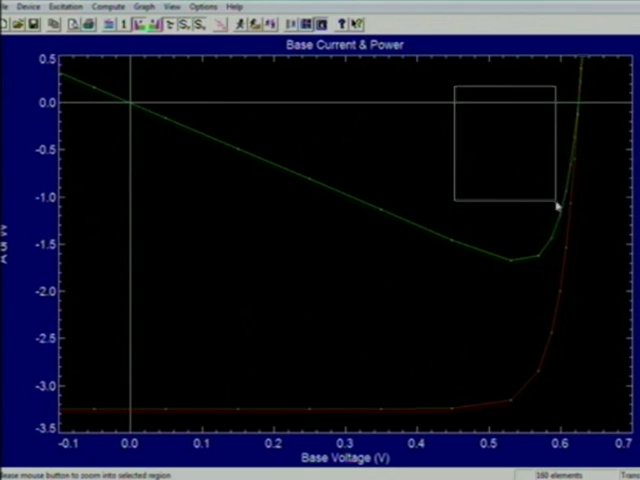 Device Excitation Compute Graph View Options Help
Base Current & Power
0.5
0.0
-0.5
-1.0
-1.5
-2.0
-2.5
-3.0
-3.5
-0.1 0.0 0.1 0.2 0.3 0.4 0.5 0.6 0.7
Base Voltage (V)
mouse button to zoom into selected region
160 elements